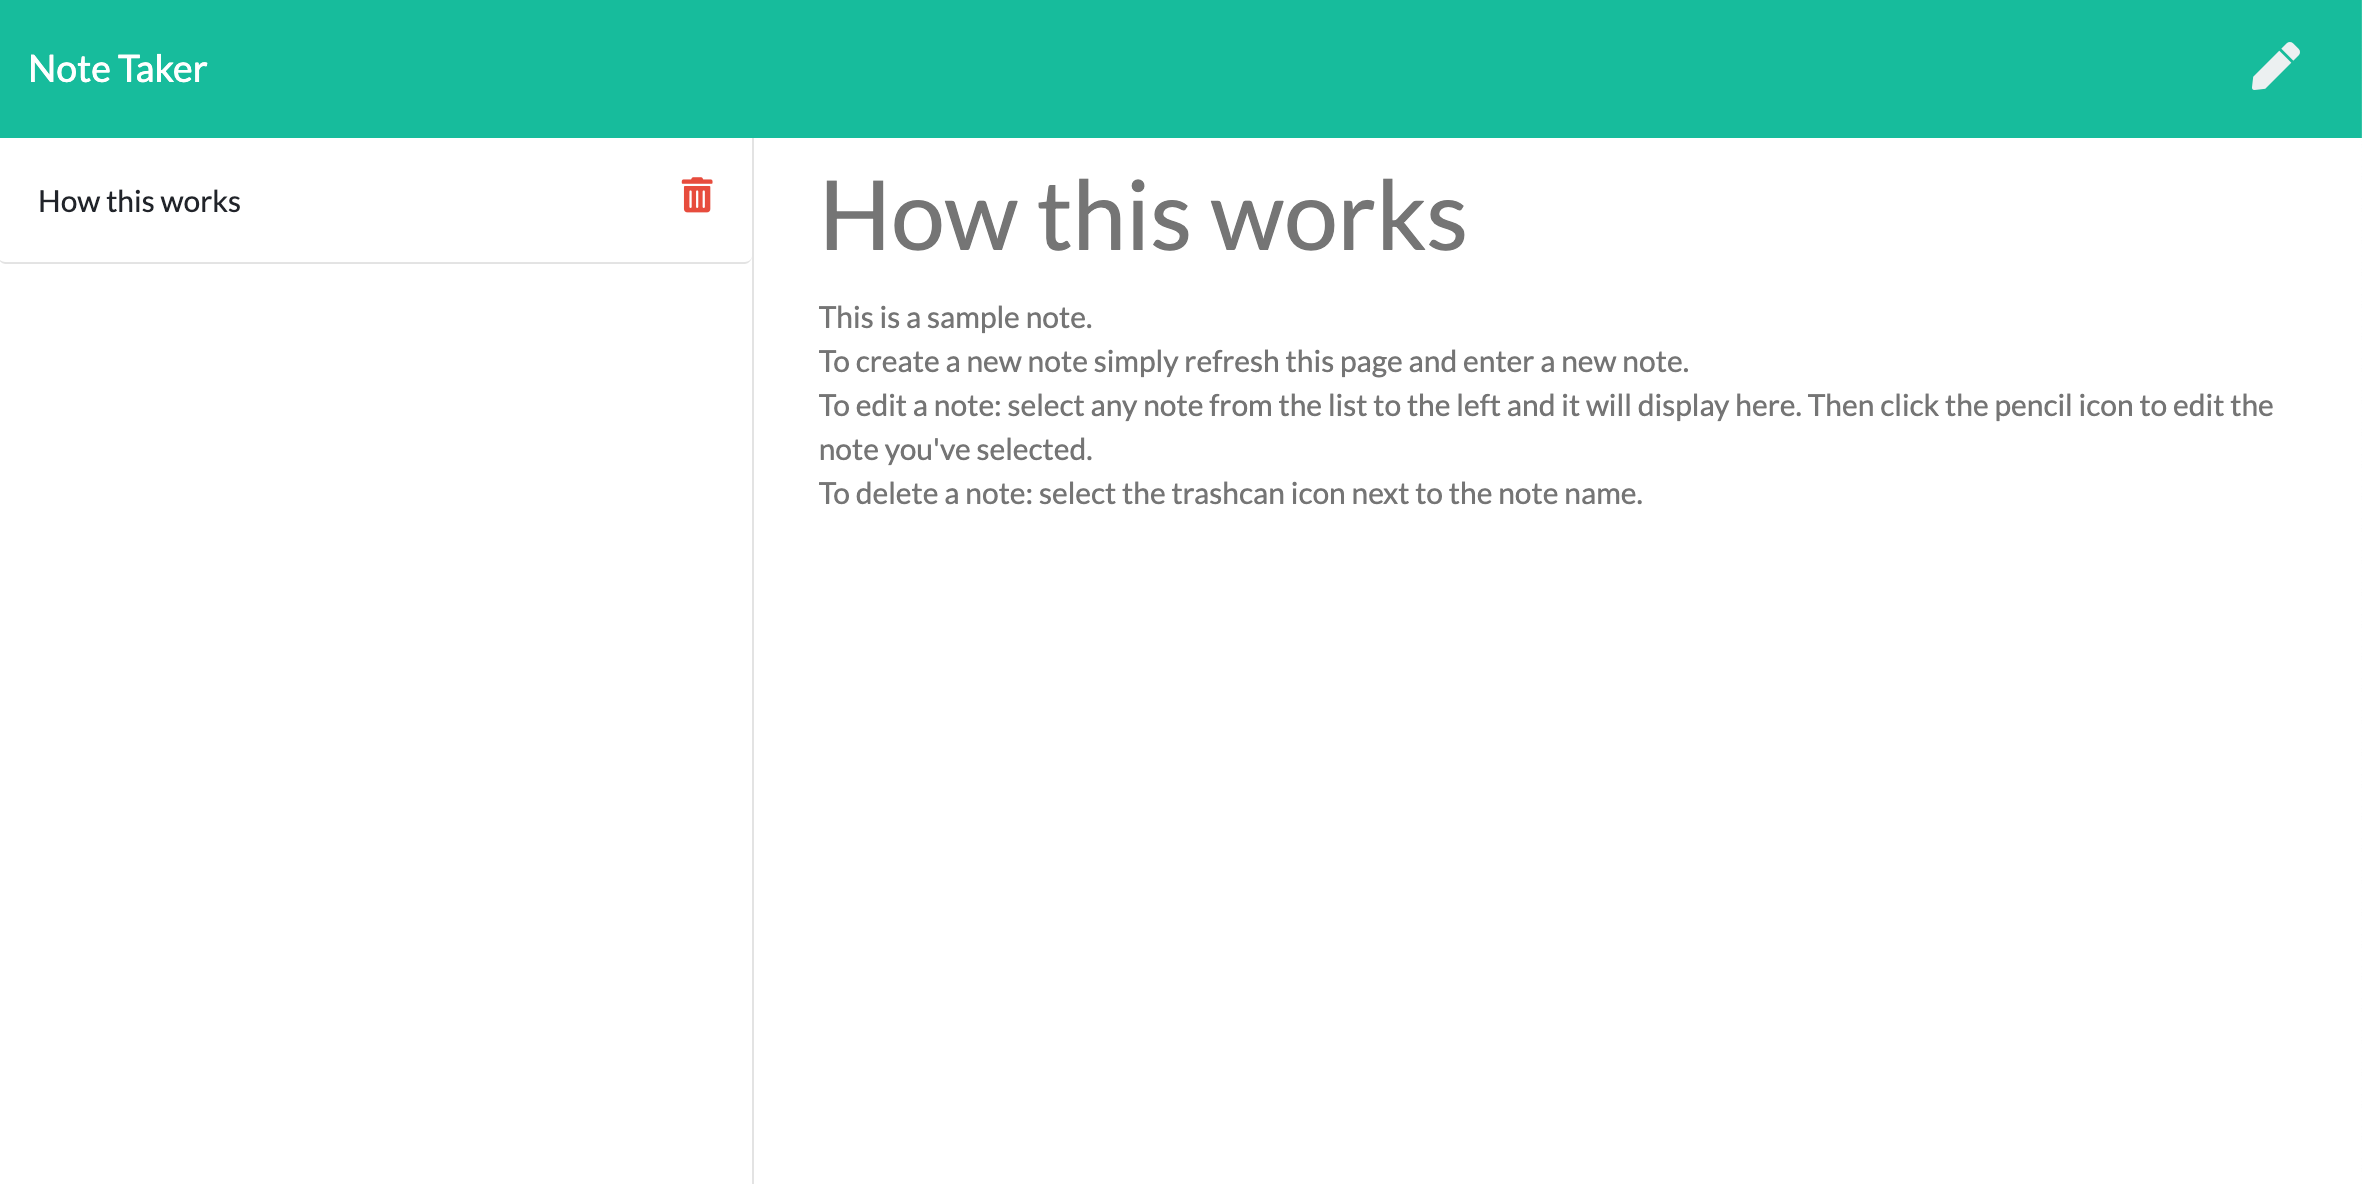 Note Taker
How this works
How this works
This is a sample note.
To create a new note simply refresh this page and enter a new note.
To edit a note: select any note from the list to the left and it will display here. Then click the pencil icon to edit the
note you've selected.
To delete a note: select the trashcan icon next to the note name.